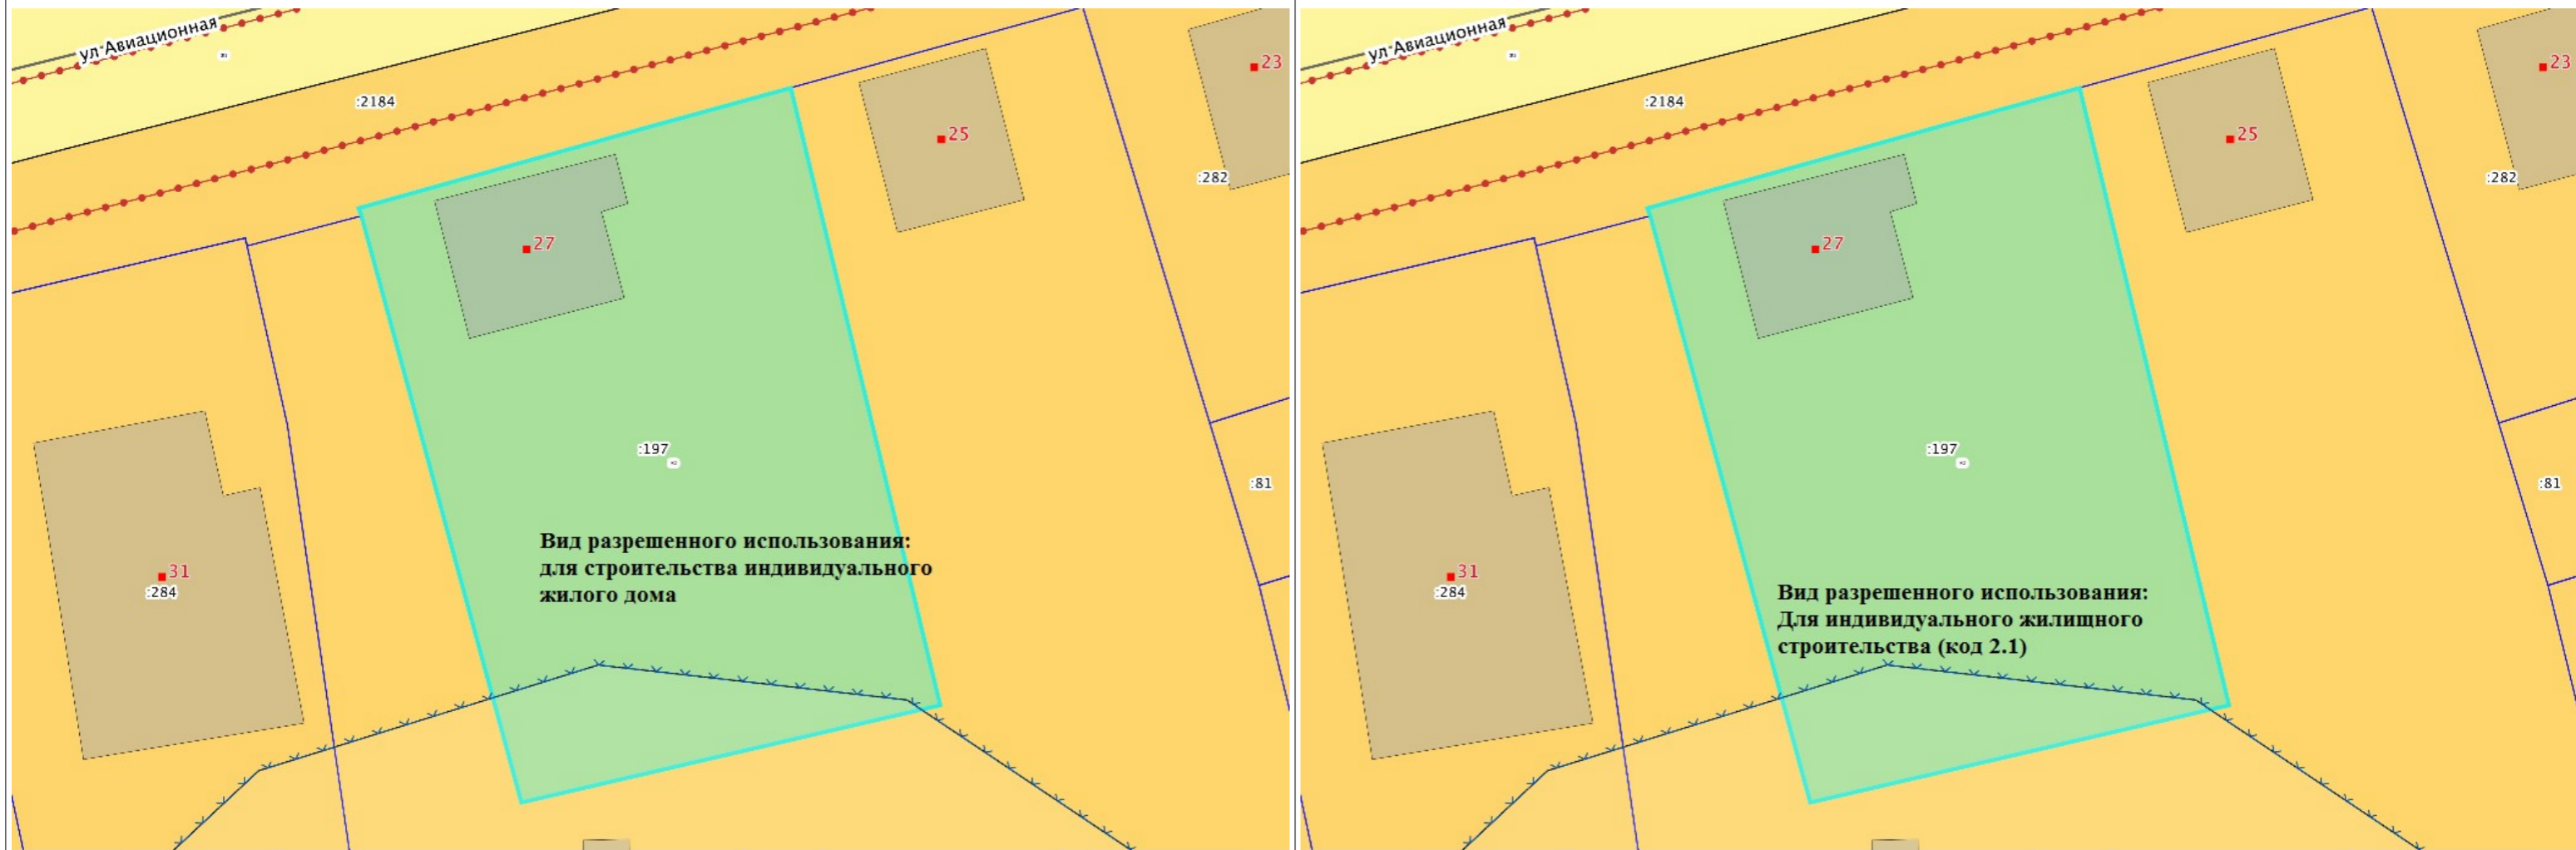 ул Авиационная
:2184
23
25
:282
27
:197
:81
Вид разрешенного использования:
для строительства индивидуального
жилого дома
31
:284
ул Авиационная
:2184
23
25
:282
27
:197
:81
31
:284
Вид разрешенного использования:
Для индивидуального жилищного
строительства (код 2.1)